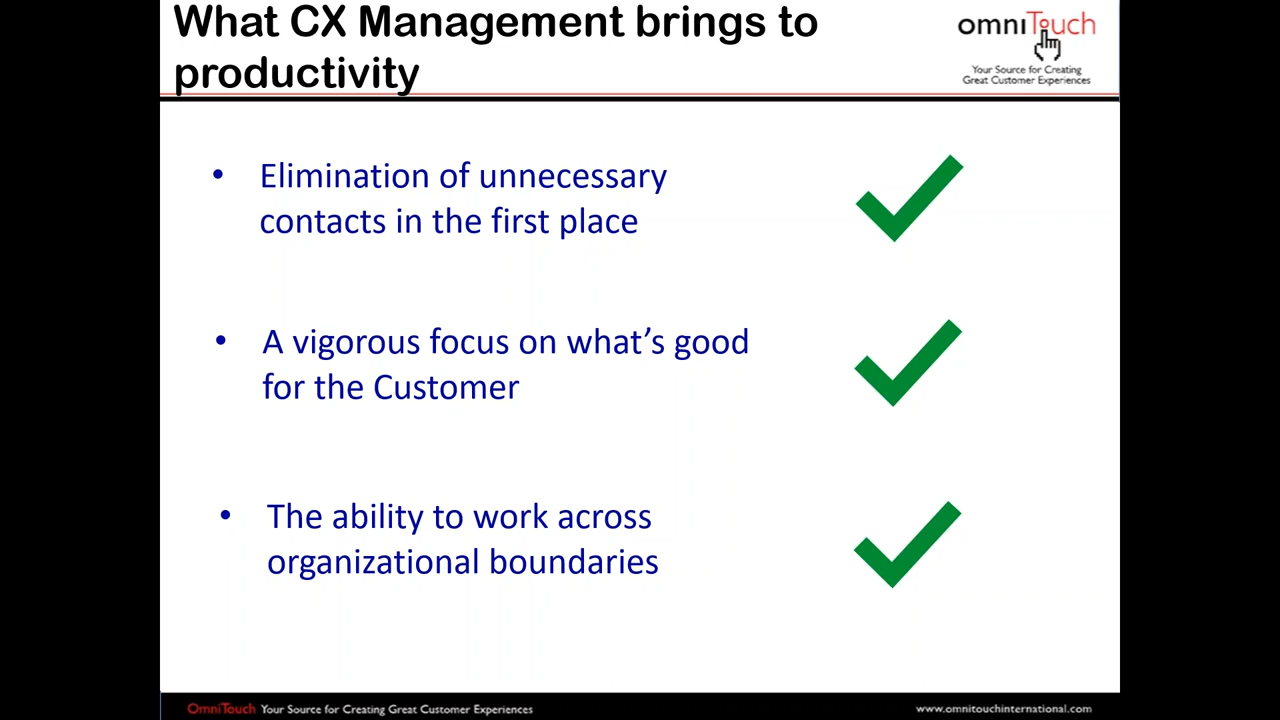 What CX Management brings to
productivity
omniTouch
Your Source for Creating
Great Customer Experiences
• Elimination of unnecessary
contacts in the first place
• A vigorous focus on what’s good
for the Customer
• The ability to work across
organizational boundaries
OmniTouch Your Source for Creating Great Customer Experiences
www.omnitouchinternational.com